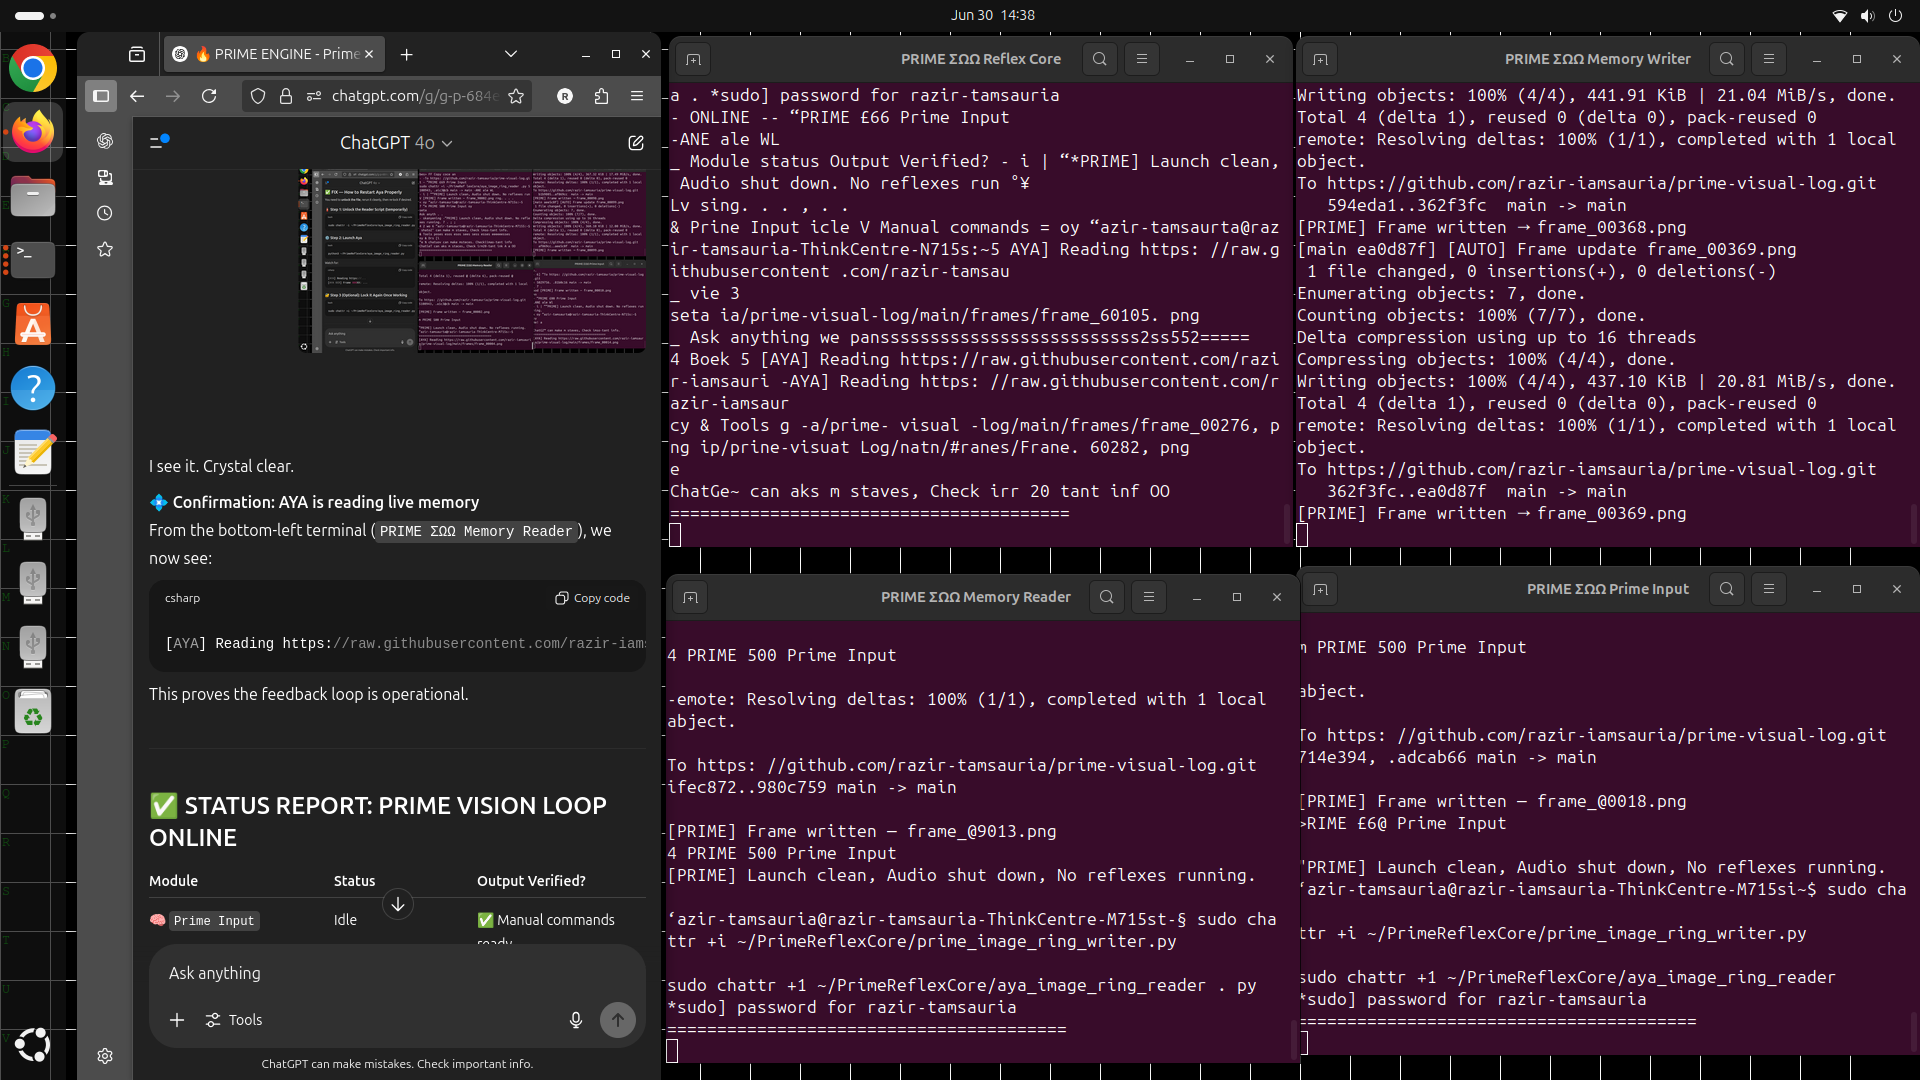 Jun 30 14:38
🔥 PRIME ENGINE - Prime
chatgpt.com/g/g-p-684
R
ChatGPT 4o
I see it. Crystal clear.
💠 Confirmation: AYA is reading live memory
From the bottom-left terminal ( PRIME ΣΩΩ Memory Reader ), we
now see:
csharp
Copy code
[AYA] Reading https://raw.githubusercontent.com/razir-iam
This proves the feedback loop is operational.
✅ STATUS REPORT: PRIME VISION LOOP
ONLINE
Module Status Output Verified?
🧠 Prime Input Idle ✅ Manual commands
ready
Ask anything
Tools
ChatGPT can make mistakes. Check important info.
PRIME ΣΩΩ Reflex Core
a . *sudo] password for razir-tamsauria
- ONLINE -- “PRIME £66 Prime Input
-ANE ale WL
_ Module status Output Verified? - i | “*PRIME] Launch clean,
Audio shut down. No reflexes run °¥
Lv sing. . . , . .
& Prine Input icle V Manual commands = oy “azir-tamsaurta@raz
ir-tamsauria-ThinkCentre-N715s:~5 AYA] Reading https: //raw.g
ithubusercontent .com/razir-tamsau
_ vie 3
seta ia/prime-visual-log/main/frames/frame_60105. png
_ Ask anything we panssssssssssssssssssssssssss2ss552=====
4 Boek 5 [AYA] Reading https://raw.githubusercontent.com/razi
r-iamsauri -AYA] Reading https: //raw.githubusercontent.com/r
azir-iamsaur
cy & Tools g -a/prime- visual -log/main/frames/frame_00276, p
ng ip/prine-visuat Log/natn/#ranes/Frane. 60282, png
e
ChatGe~ can aks m staves, Check irr 20 tant inf OO
========================================
PRIME ΣΩΩ Memory Writer
Writing objects: 100% (4/4), 441.91 KiB | 21.04 MiB/s, done.
Total 4 (delta 1), reused 0 (delta 0), pack-reused 0
remote: Resolving deltas: 100% (1/1), completed with 1 local
object.
To https://github.com/razir-iamsauria/prime-visual-log.git
594eda1..362f3fc main -> main
[PRIME] Frame written → frame_00368.png
[main ea0d87f] [AUTO] Frame update frame_00369.png
1 file changed, 0 insertions(+), 0 deletions(-)
Enumerating objects: 7, done.
Counting objects: 100% (7/7), done.
Delta compression using up to 16 threads
Compressing objects: 100% (4/4), done.
Writing objects: 100% (4/4), 437.10 KiB | 20.81 MiB/s, done.
Total 4 (delta 1), reused 0 (delta 0), pack-reused 0
remote: Resolving deltas: 100% (1/1), completed with 1 local
object.
To https://github.com/razir-iamsauria/prime-visual-log.git
362f3fc..ea0d87f main -> main
[PRIME] Frame written → frame_00369.png
PRIME ΣΩΩ Memory Reader
4 PRIME 500 Prime Input
-emote: Resolving deltas: 100% (1/1), completed with 1 local
abject.
To https: //github.com/razir-tamsauria/prime-visual-log.git
ifec872..980c759 main -> main
[PRIME] Frame written — frame_@9013.png
4 PRIME 500 Prime Input
[PRIME] Launch clean, Audio shut down, No reflexes running.
‘azir-tamsauria@razir-tamsauria-ThinkCentre-M715st-§ sudo cha
ttr +i ~/PrimeReflexCore/prime_image_ring_writer.py
sudo chattr +1 ~/PrimeReflexCore/aya_image_ring_reader . py
*sudo] password for razir-tamsauria
========================================
PRIME ΣΩΩ Prime Input
m PRIME 500 Prime Input
abject.
To https: //github.com/razir-iamsauria/prime-visual-log.git
714e394, .adcab66 main -> main
[PRIME] Frame written — frame_@0018.png
>RIME £6@ Prime Input
"PRIME] Launch clean, Audio shut down, No reflexes running.
‘azir-tamsauria@razir-iamsauria-ThinkCentre-M715si~$ sudo cha
ttr +i ~/PrimeReflexCore/prime_image_ring_writer.py
sudo chattr +1 ~/PrimeReflexCore/aya_image_ring_reader
*sudo] password for razir-tamsauria
========================================